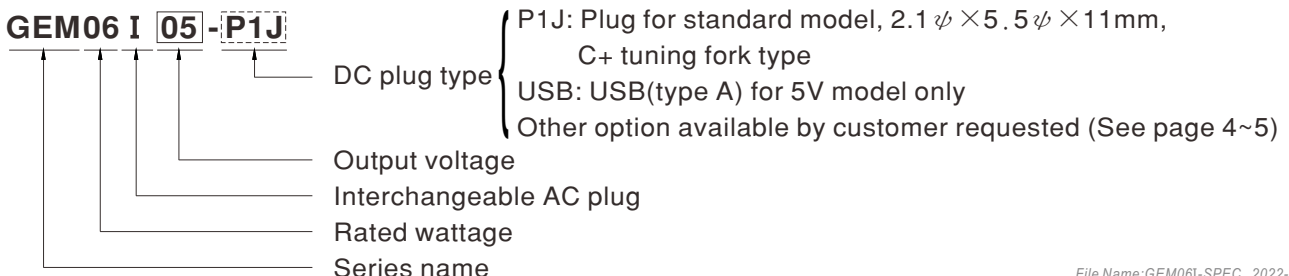 GEM06 I 05 - P1J
DC plug type
P1J: Plug for standard model, 2.1ψ×5.5ψ×11mm,
C+ tuning fork type
USB: USB(type A) for 5V model only
Other option available by customer requested (See page 4~5)
Output voltage
Interchangeable AC plug
Rated wattage
Series name
File Name:GEM06I-SPEC 2022-